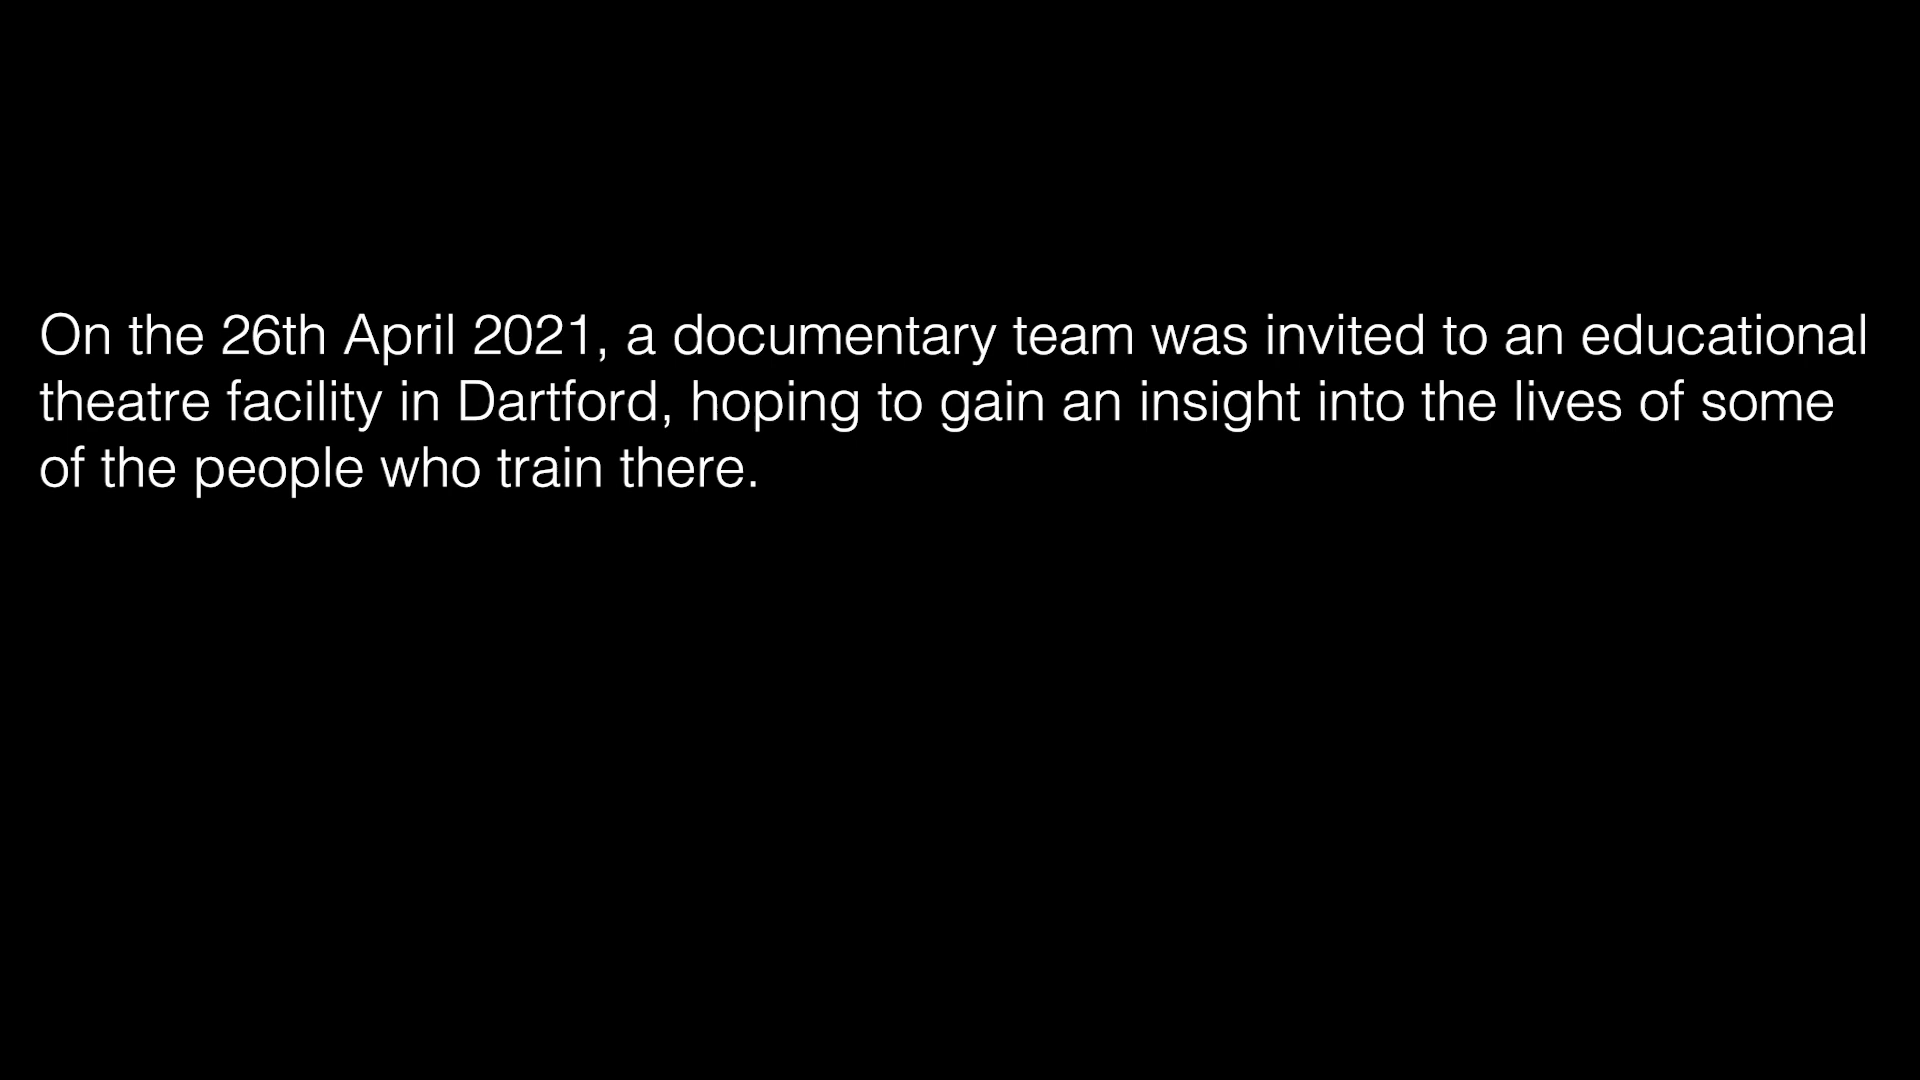 On the 26th April 2021, a documentary team was invited to an educational
theatre facility in Dartford, hoping to gain an insight into the lives of some
of the people who train there.